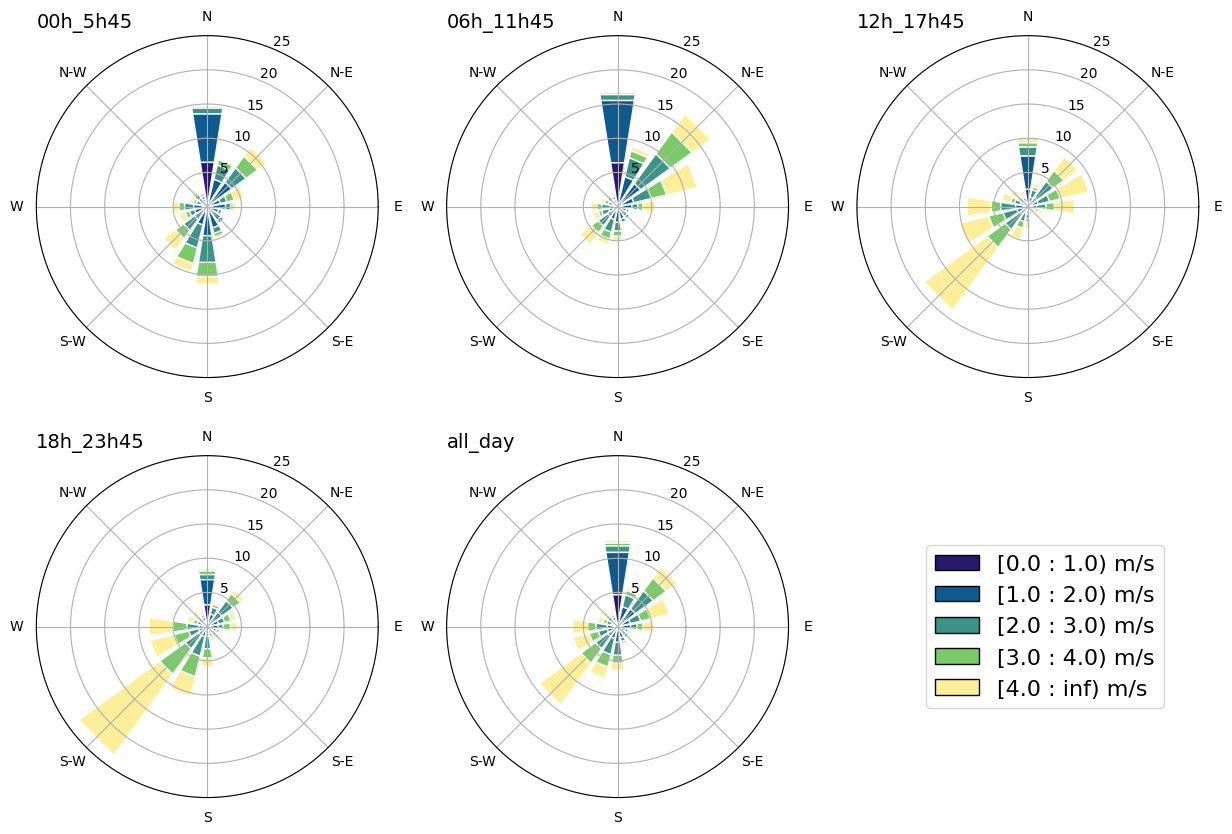 00h_5h45
N
25
20
15
10
5
N-W
N-E
W
E
S-W
S-E
S
06h_11h45
N
25
20
15
10
5
N-W
N-E
W
E
S-W
S-E
S
12h_17h45
N
25
20
15
10
5
N-W
N-E
W
E
S-W
S-E
S
18h_23h45
N
25
20
15
10
5
N-W
N-E
W
E
S-W
S-E
S
all_day
N
25
20
15
10
5
N-W
N-E
W
E
S-W
S-E
S
[0.0 : 1.0) m/s
[1.0 : 2.0) m/s
[2.0 : 3.0) m/s
[3.0 : 4.0) m/s
[4.0 : inf) m/s